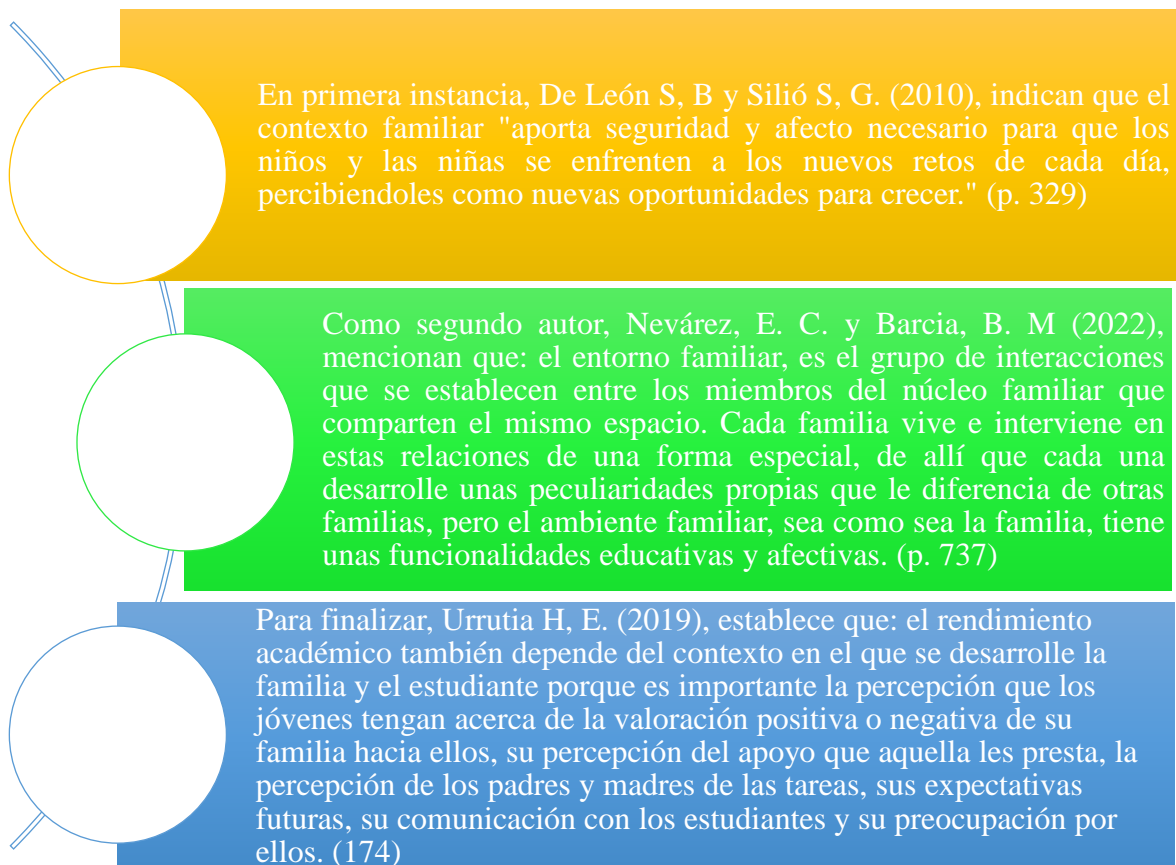 En primera instancia, De León S, B y Silió S, G. (2010), indican que el
contexto familiar "aporta seguridad y afecto necesario para que los
niños y las niñas se enfrenten a los nuevos retos de cada día,
percibiendoles como nuevas oportunidades para crecer." (p. 329)
Como segundo autor, Nevárez, E. C. y Barcia, B. M (2022),
mencionan que: el entorno familiar, es el grupo de interacciones
que se establecen entre los miembros del núcleo familiar que
comparten el mismo espacio. Cada familia vive e interviene en
estas relaciones de una forma especial, de allí que cada una
desarrolle unas peculiaridades propias que le diferencia de otras
familias, pero el ambiente familiar, sea como sea la familia, tiene
unas funcionalidades educativas y afectivas. (p. 737)
Para finalizar, Urrutia H, E. (2019), establece que: el rendimiento
académico también depende del contexto en el que se desarrolle la
familia y el estudiante porque es importante la percepción que los
jóvenes tengan acerca de la valoración positiva o negativa de su
familia hacia ellos, su percepción del apoyo que aquella les presta, la
percepción de los padres y madres de las tareas, sus expectativas
futuras, su comunicación con los estudiantes y su preocupación por
ellos. (174)